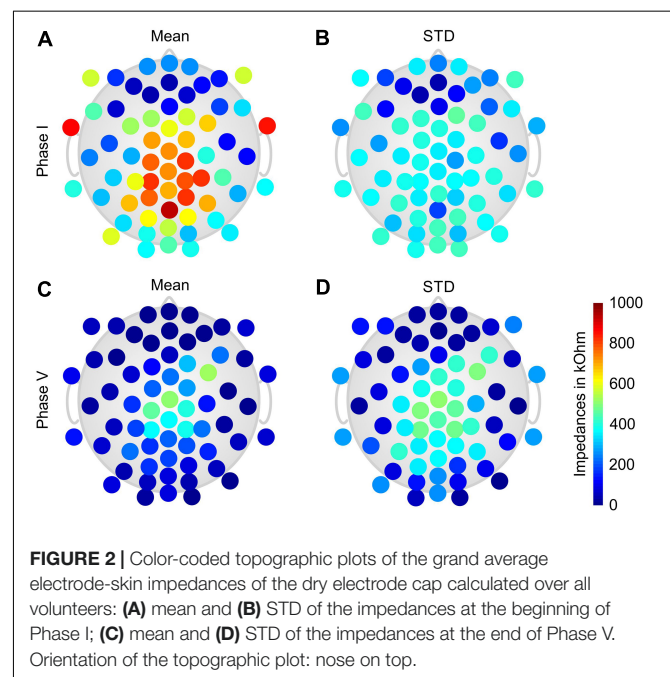 A Mean B STD
Phase I
C Mean D STD
Phase V
Impedances in kOhm
1000
800
600
400
200
0
FIGURE 2 | Color-coded topographic plots of the grand average
electrode-skin impedances of the dry electrode cap calculated over all
volunteers: (A) mean and (B) STD of the impedances at the beginning of
Phase I; (C) mean and (D) STD of the impedances at the end of Phase V.
Orientation of the topographic plot: nose on top.